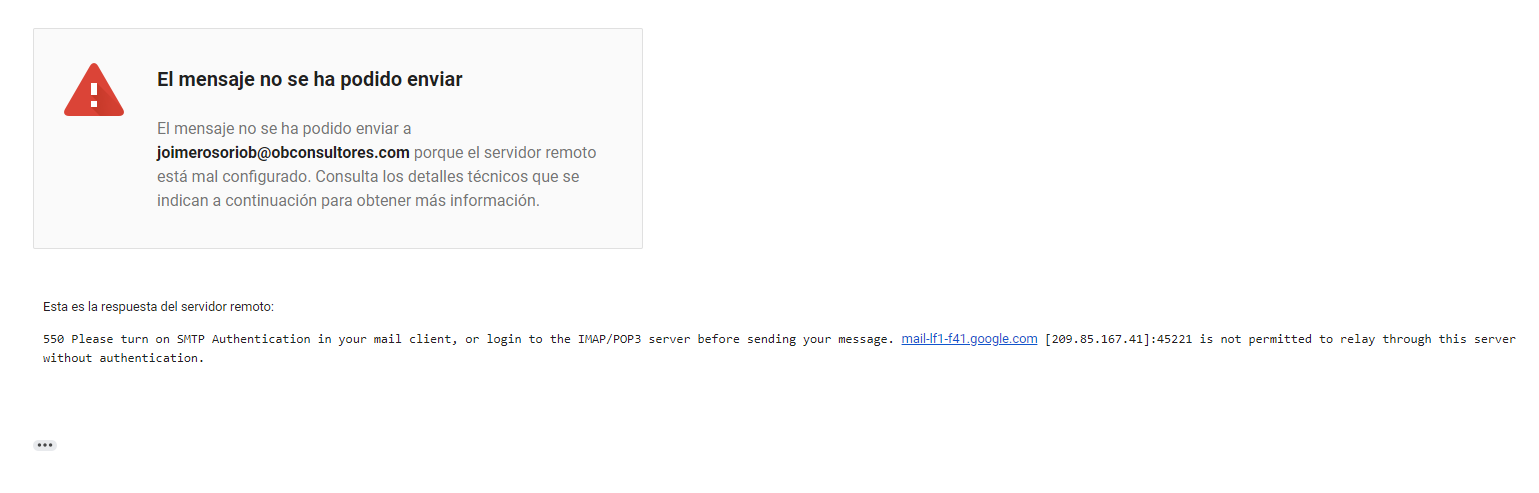 El mensaje no se ha podido enviar
El mensaje no se ha podido enviar a
joimerosoriob@obconsultores.com porque el servidor remoto
está mal configurado. Consulta los detalles técnicos que se
indican a continuación para obtener más información.
Esta es la respuesta del servidor remoto:
550 Please turn on SMTP Authentication in your mail client, or login to the IMAP/POP3 server before sending your message. mail-lf1-f41.google.com [209.85.167.41]:45221 is not permitted to relay through this server
without authentication.